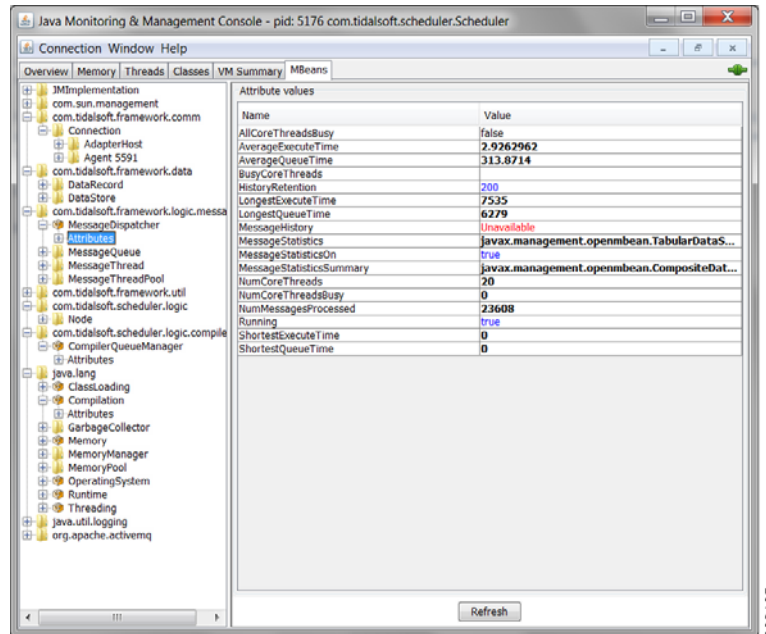 Java Monitoring & Management Console - pid: 5176 com.tidalsoft.scheduler.Scheduler
Connection Window Help
Overview Memory Threads Classes VM Summary MBeans
JMImplementation
com.sun.management
com.tidalsoft.framework.comm
Connection
AdapterHost
Agent 5591
com.tidalsoft.framework.data
DataRecord
DataStore
com.tidalsoft.framework.logic.messa
MessageDispatcher
Attributes
MessageQueue
MessageThread
MessageThreadPool
com.tidalsoft.framework.util
com.tidalsoft.scheduler.logic
Node
com.tidalsoft.scheduler.logic.compile
CompilerQueueManager
Attributes
java.lang
ClassLoading
Compilation
Attributes
GarbageCollector
Memory
MemoryManager
MemoryPool
OperatingSystem
Runtime
Threading
java.util.logging
org.apache.activemq
Attribute values
Name Value
AllCoreThreadsBusy false
AverageExecuteTime 2.9262962
AverageQueueTime 313.8714
BusyCoreThreads
HistoryRetention 200
LongestExecuteTime 7535
LongestQueueTime 6279
MessageHistory Unavailable
MessageStatistics javax.management.openmbean.TabularDataS...
MessageStatisticsOn true
MessageStatisticsSummary javax.management.openmbean.CompositeDat...
NumCoreThreads 20
NumCoreThreadsBusy 0
NumMessagesProcessed 23608
Running true
ShortestExecuteTime 0
ShortestQueueTime 0
Refresh